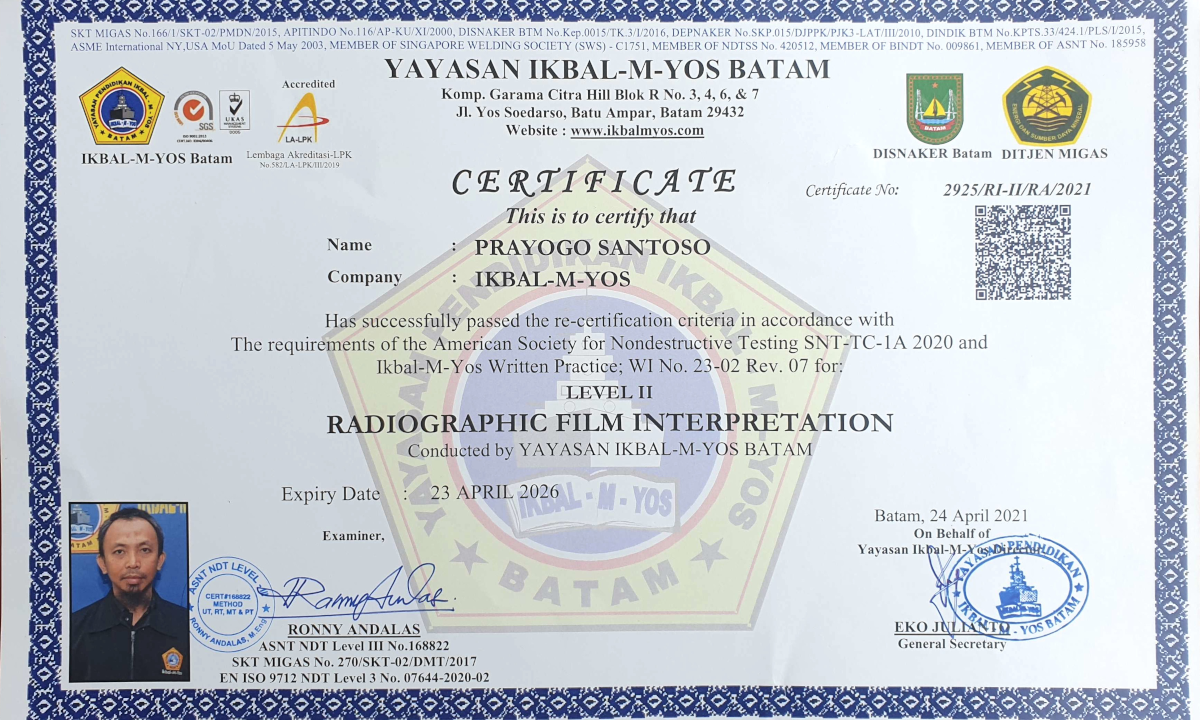 SKT MIGAS No.166/1/SKT-02/PMDN/2015, APITINDO No.116/AP-KU/XI/2000, DISNAKER BTM No.Kep.0015/TK.3/I/2016, DEPNAKER No.SKP.015/DJPPK/PJK3-LAT/III/2010, DINDIK BTM No.KPTS.33/424.1/PLS/I/2015,
ASME International NY,USA MoU Dated 5 May 2003, MEMBER OF SINGAPORE WELDING SOCIETY (SWS) - C1751, MEMBER OF NDTSS No. 420512, MEMBER OF BINDT No. 009861, MEMBER OF ASNT No. 185958
YAYASAN IKBAL-M-YOS BATAM
Komp. Garama Citra Hill Blok R No. 3, 4, 6, & 7
Jl. Yos Soedarso, Batu Ampar, Batam 29432
Website : www.ikbalmyos.com
YAYASAN PENDIDIKAN IKBAL-M-YOS
BATAM
IKBAL-M-YOS Batam
SGS
UKAS
Accredited
LA-LPK
Lembaga Akreditasi-LPK
No.582/LA-LPK/III/2019
BATAM
DISNAKER Batam
ENERGI DAN SUMBER DAYA MINERAL
DITJEN MIGAS
CERTIFICATE
Certificate No: 2925/RI-II/RA/2021
This is to certify that
Name : PRAYOGO SANTOSO
Company : IKBAL-M-YOS
Has successfully passed the re-certification criteria in accordance with
The requirements of the American Society for Nondestructive Testing SNT-TC-1A 2020 and
Ikbal-M-Yos Written Practice; WI No. 23-02 Rev. 07 for:
LEVEL II
RADIOGRAPHIC FILM INTERPRETATION
Conducted by YAYASAN IKBAL-M-YOS BATAM
Expiry Date : 23 APRIL 2026
YAYASAN PENDIDIKAN IKBAL-M-YOS
IKBAL - M - YOS
BATAM
Examiner,
BATAM
ASNT NDT LEVEL
CERT#168822
METHOD
UT, RT, MT & PT
RONNY ANDALAS, M.Eng
RONNY ANDALAS
ASNT NDT Level III No.168822
SKT MIGAS No. 270/SKT-02/DMT/2017
EN ISO 9712 NDT Level 3 No. 07644-2020-02
Batam, 24 April 2021
On Behalf of
Yayasan Ikbal-M-Yos Director
YAYASAN PENDIDIKAN
IKBAL - M - YOS BATAM
EKO JULIANTO
General Secretary